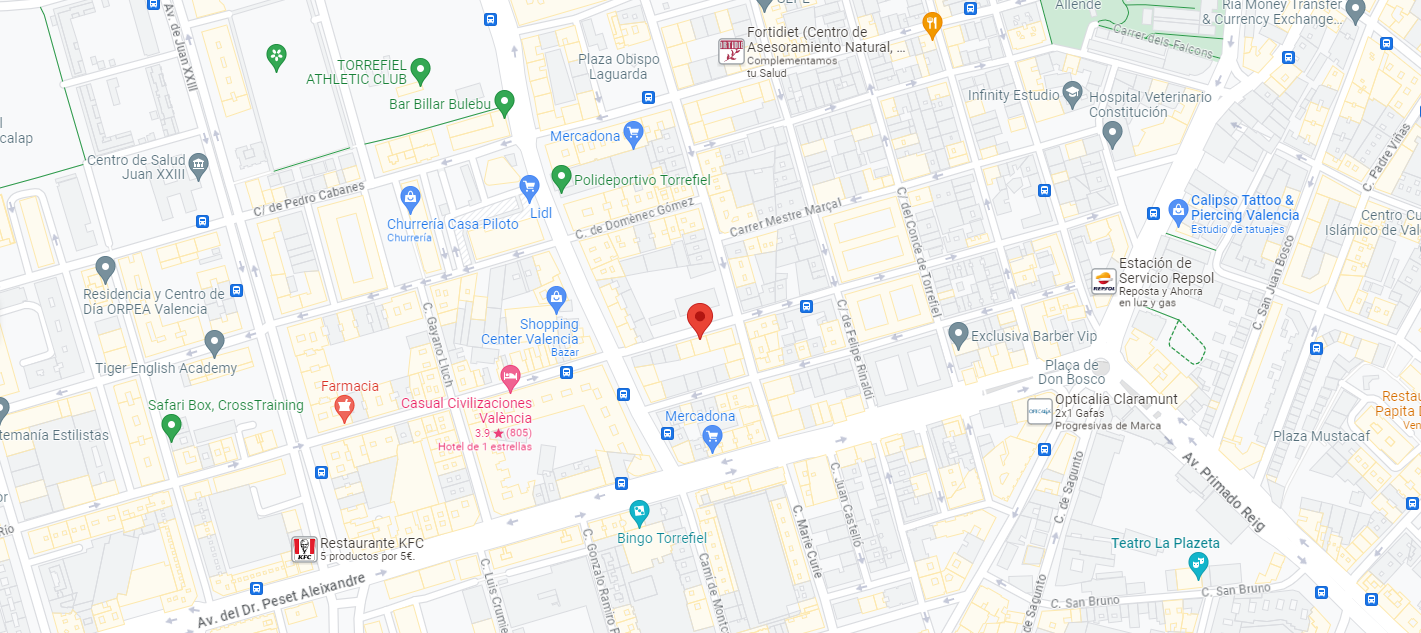 CEPE
Allende
Ria Money Transfer
& Currency Exchange...
Av. de Juan XXIII
Fortidiet (Centro de
Asesoramiento Natural, ...
Complementamos
tu Salud
Carrer dels Falcons
TORREFIEL
ATHLETIC CLUB
Plaza Obispo
Laguarda
Bar Billar Bulebu
Infinity Estudio
Hospital Veterinario
Constitución
calap
Mercadona
C. Padre Viñas
Centro de Salud
Juan XXIII
Polideportivo Torrefiel
C/ de Pedro Cabanes
Lidl
Churrería Casa Piloto
Churrería
C. de Domènec Gómez
Carrer Mestre Marçal
C/ del Conde de Torrefiel
Calipso Tattoo &
Piercing Valencia
Estudio de tatuajes
Centro Cu
Islámico de Val
C. San Juan Bosco
Estación de
Servicio Repsol
Reposta y Ahorra
en luz y gas
REPSOL
Residencia y Centro de
Día ORPEA Valencia
C. Gayano Lluch
Shopping
Center Valencia
Bazar
C/ de Felipe Rinaldi
Exclusiva Barber Vip
Tiger English Academy
Plaça de
Don Bosco
Farmacia
Casual Civilizaciones
València
3.9 ★ (805)
Hotel de 1 estrellas
Safari Box, CrossTraining
Mercadona
Opticalia Claramunt
2x1 Gafas
Progresivas de Marca
Restau
Papita D
Ven
temanía Estilistas
Plaza Mustacaf
Av. Primado Reig
C. de Sagunto
C. Juan Castelló
C. Marie Curie
Rio
Bingo Torrefiel
Restaurante KFC
5 productos por 5€.
KFC
Teatro La Plazeta
Av. del Dr. Peset Aleixandre
C. Luis Crumie
C. Gonzalo Ramiro P
Camí de Montc
Sagunto
C. San Bruno
C. San Bruno